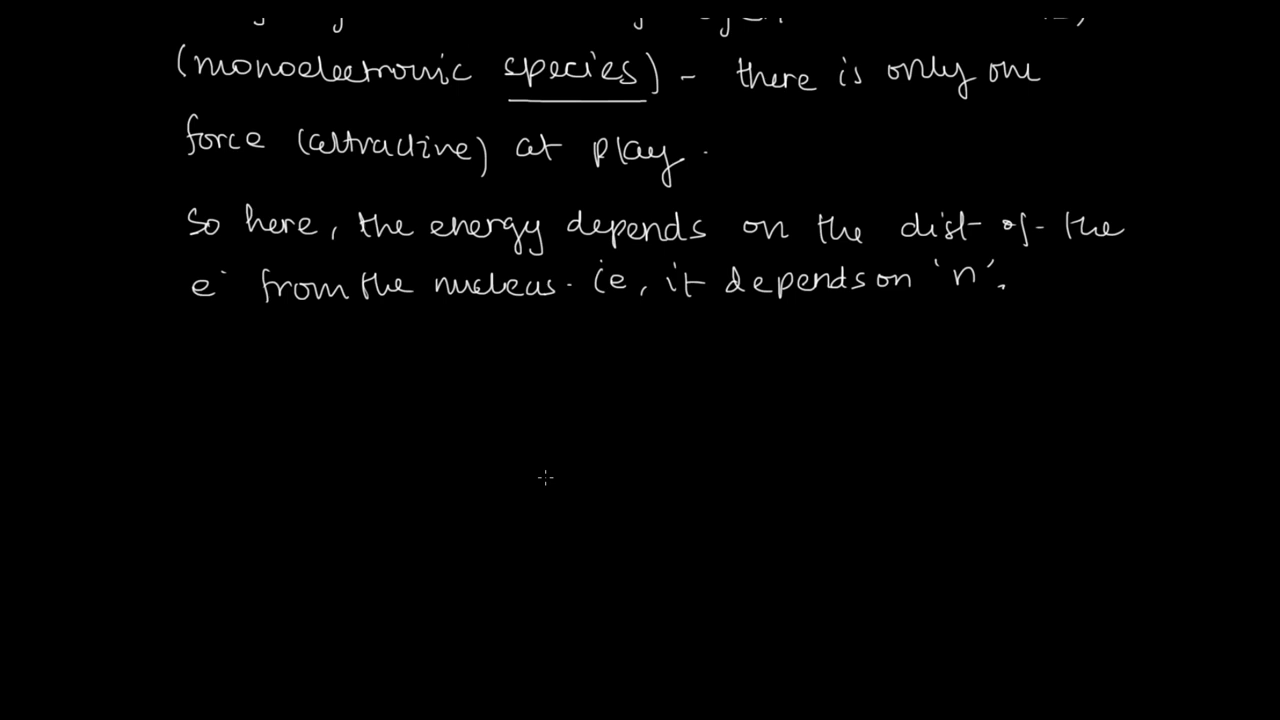 (monoelectronic species) - there is only one
force (attractive) at play.
So here, the energy depends on the dist of the
e⁻ from the nucleus. ie, it depends on 'n'.